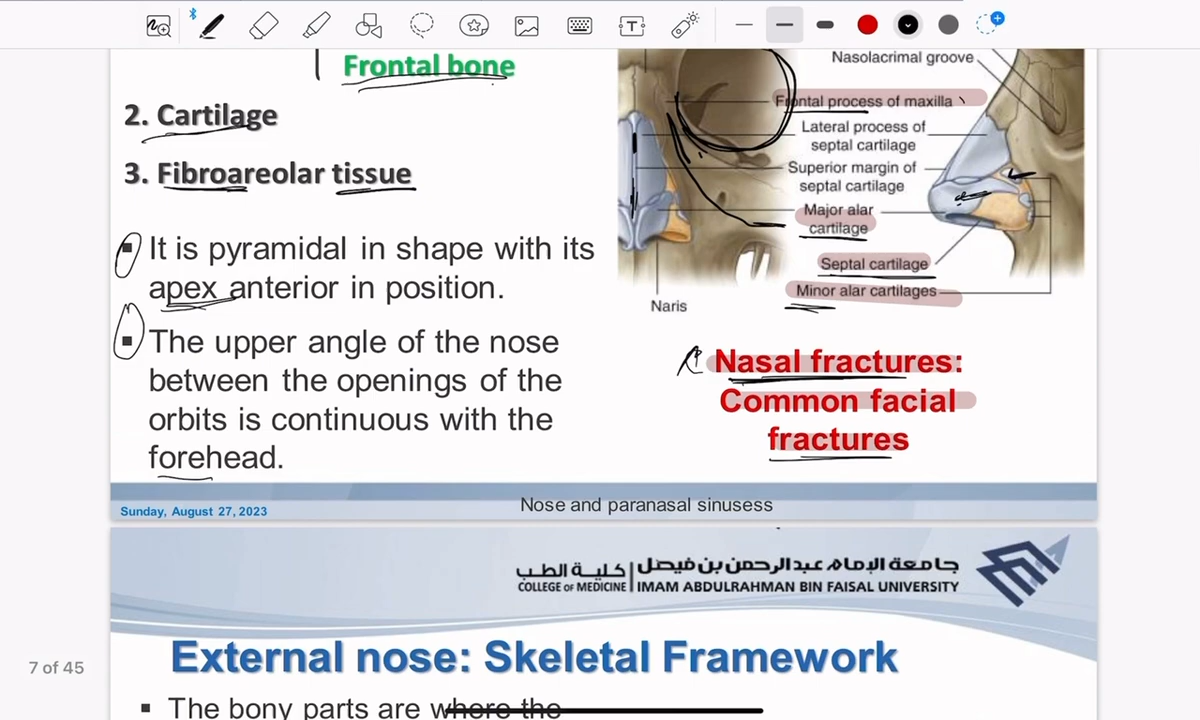 Frontal bone
2. Cartilage
3. Fibroareolar tissue
▪ It is pyramidal in shape with its
apex anterior in position.
▪ The upper angle of the nose
between the openings of the
orbits is continuous with the
forehead.
Nasolacrimal groove
Frontal process of maxilla
Lateral process of
septal cartilage
Superior margin of
septal cartilage
Major alar
cartilage
Septal cartilage
Minor alar cartilages
Naris
Nasal fractures:
Common facial
fractures
Sunday, August 27, 2023
Nose and paranasal sinusess
جامعة الإمام عبدالرحمن بن فيصل | كلية الطب
COLLEGE OF MEDICINE | IMAM ABDULRAHMAN BIN FAISAL UNIVERSITY
7 of 45
External nose: Skeletal Framework
▪ The bony parts are where the